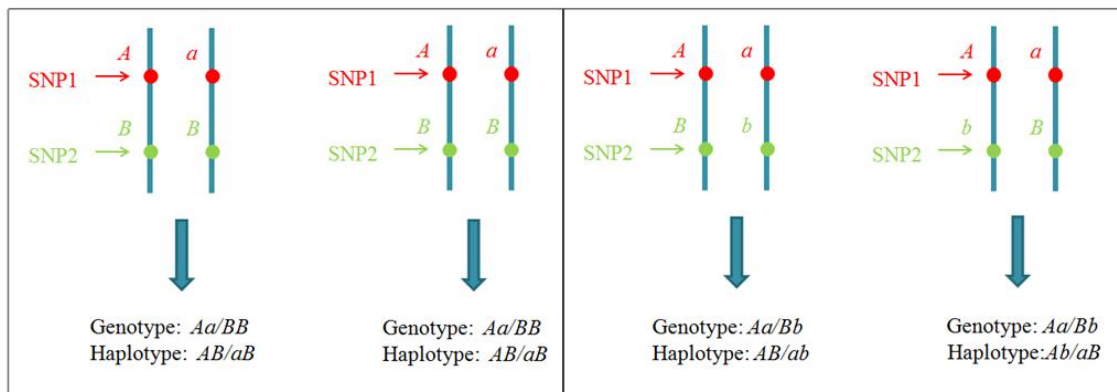 A a
SNP1
B B
SNP2
Genotype: Aa/BB
Haplotype: AB/aB
A a
SNP1
B B
SNP2
Genotype: Aa/BB
Haplotype: AB/aB
A a
SNP1
B b
SNP2
Genotype: Aa/Bb
Haplotype: AB/ab
A a
SNP1
b B
SNP2
Genotype: Aa/Bb
Haplotype:Ab/aB